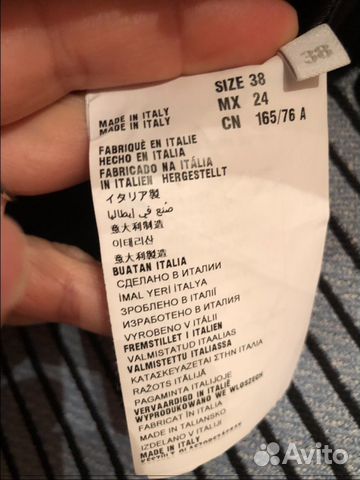 38
SIZE 38
MX 24
CN 165/76 A
MADE IN ITALY
MADE IN ITALY
FABRIQUÉ EN ITALIE
HECHO EN ITALIA
FABRICADO NA ITÁLIA
IN ITALIEN HERGESTELLT
イタリア製
صنع في إيطاليا
意大利制造
이태리산
意大利製造
BUATAN ITALIA
СДЕЛАНО В ИТАЛИИ
İMAL YERİ İTALYA
ЗРОБЛЕНО В ІТАЛІЇ
ИЗРАБОТЕНО В ИТАЛИЯ
VYROBENO V ITÁLII
FREMSTILLET I ITALIEN
VALMISTATUD ITAALIAS
VALMISTETTU ITALIASSA
ΚΑΤΑΣΚΕΥΑΖΕΤΑΙ ΣΤΗΝ ΙΤΑΛΙΑ
RAŽOTS ITĀLIJĀ
PAGAMINTA ITALIJOJE
VERVAARDIGD IN ITALIË
WYPRODUKOWANO WE WŁOSZECH
FABRICAT ÎN ITALIA
MADE IN TALIANSKO
IZDELANO V ITALIJI
MADE IN ITALY
Avito